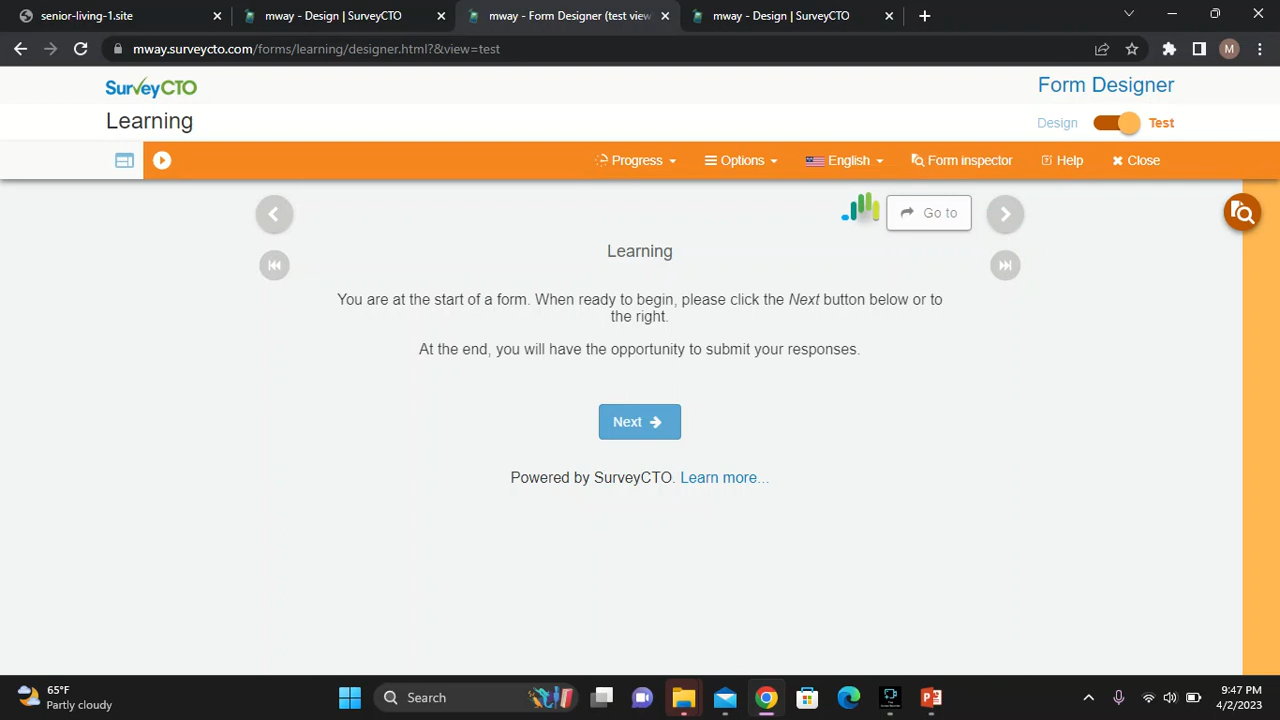 senior-living-1.site
mway - Design | SurveyCTO
mway - Form Designer (test view
mway - Design | SurveyCTO
mway.surveycto.com/forms/learning/designer.html?&view=test
M
SurveyCTO
Form Designer
Learning
Design
Test
Progress
Options
English
Form inspector
Help
Close
Go to
Learning
You are at the start of a form. When ready to begin, please click the Next button below or to
the right.
At the end, you will have the opportunity to submit your responses.
Next
Powered by SurveyCTO. Learn more...
65°F
Partly cloudy
Search
9:47 PM
4/2/2023